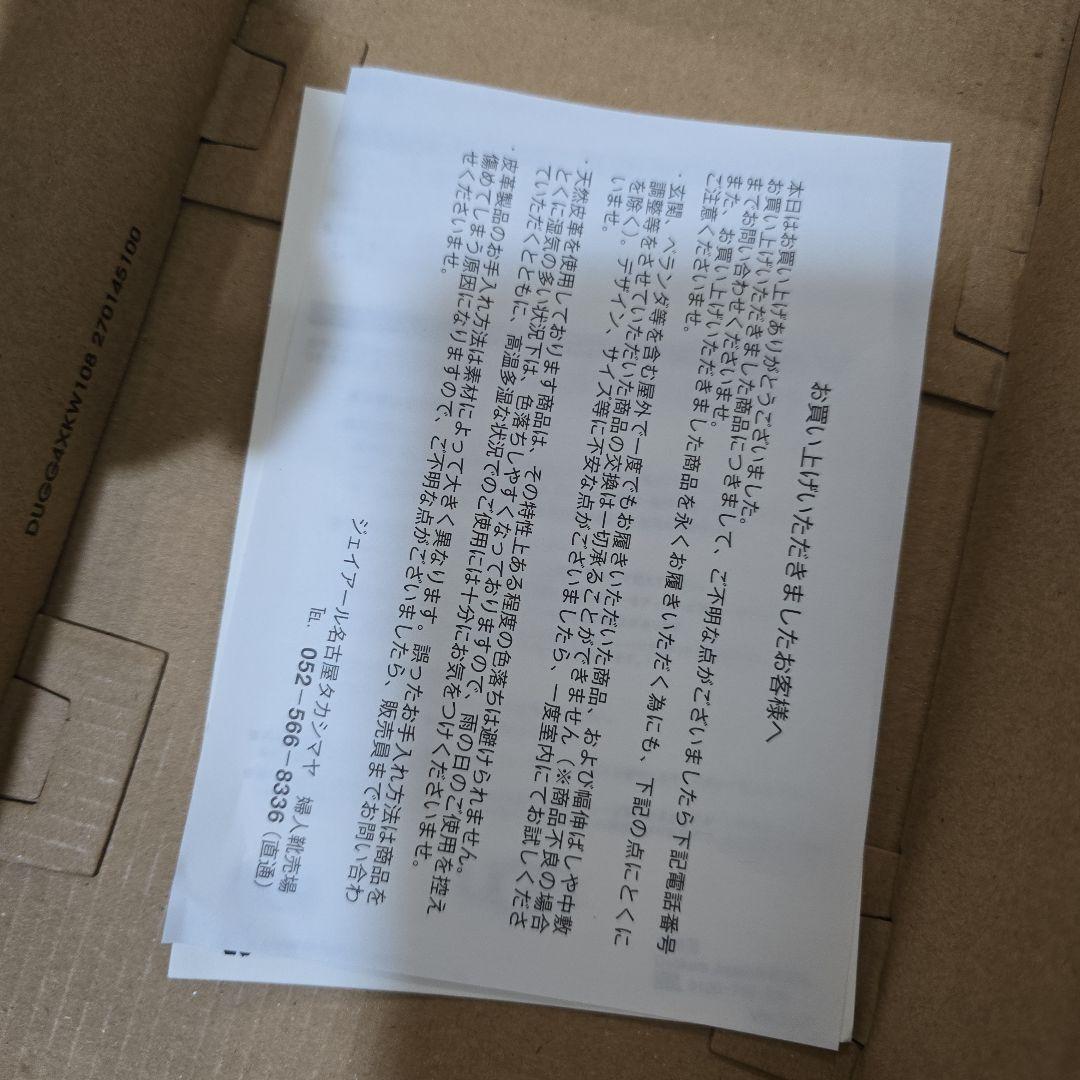 お買い上げいただきましたお客様へ
本日はお買い上げありがとうございました。
お買い上げいただきました商品につきまして、ご不明な点がございましたら下記電話番号
までお問い合わせくださいませ。
また、お買い上げいただきました商品を永くお履きいただく為にも、下記の点にとくに
ご注意くださいませ。
・玄関、ベランダ等を含む屋外で一度でもお履きいただいた商品、および幅伸ばしや中敷
調整等をさせていただいた商品の交換は一切承ることができません（※商品不良の場合
を除く）。デザイン、サイズ等に不安な点がございましたら、一度室内にてお試しくださ
いませ。
・天然皮革を使用しております商品は、その特性上ある程度の色落ちは避けられません。
とくに湿気の多い状況下は、色落ちしやすくなっておりますので、雨の日のご使用を控え
ていただくとともに、高温多湿な状況でのご使用には十分にお気をつけくださいませ。
・皮革製品のお手入れ方法は素材によって大きく異なります。誤ったお手入れ方法は商品を
傷めてしまう原因になりますので、ご不明な点がございましたら、販売員までお問い合わ
せくださいませ。
ジェイアール名古屋タカシマヤ 婦人靴売場
TEL. 052-566-8336（直通）
DUGG4XKW108 270145100